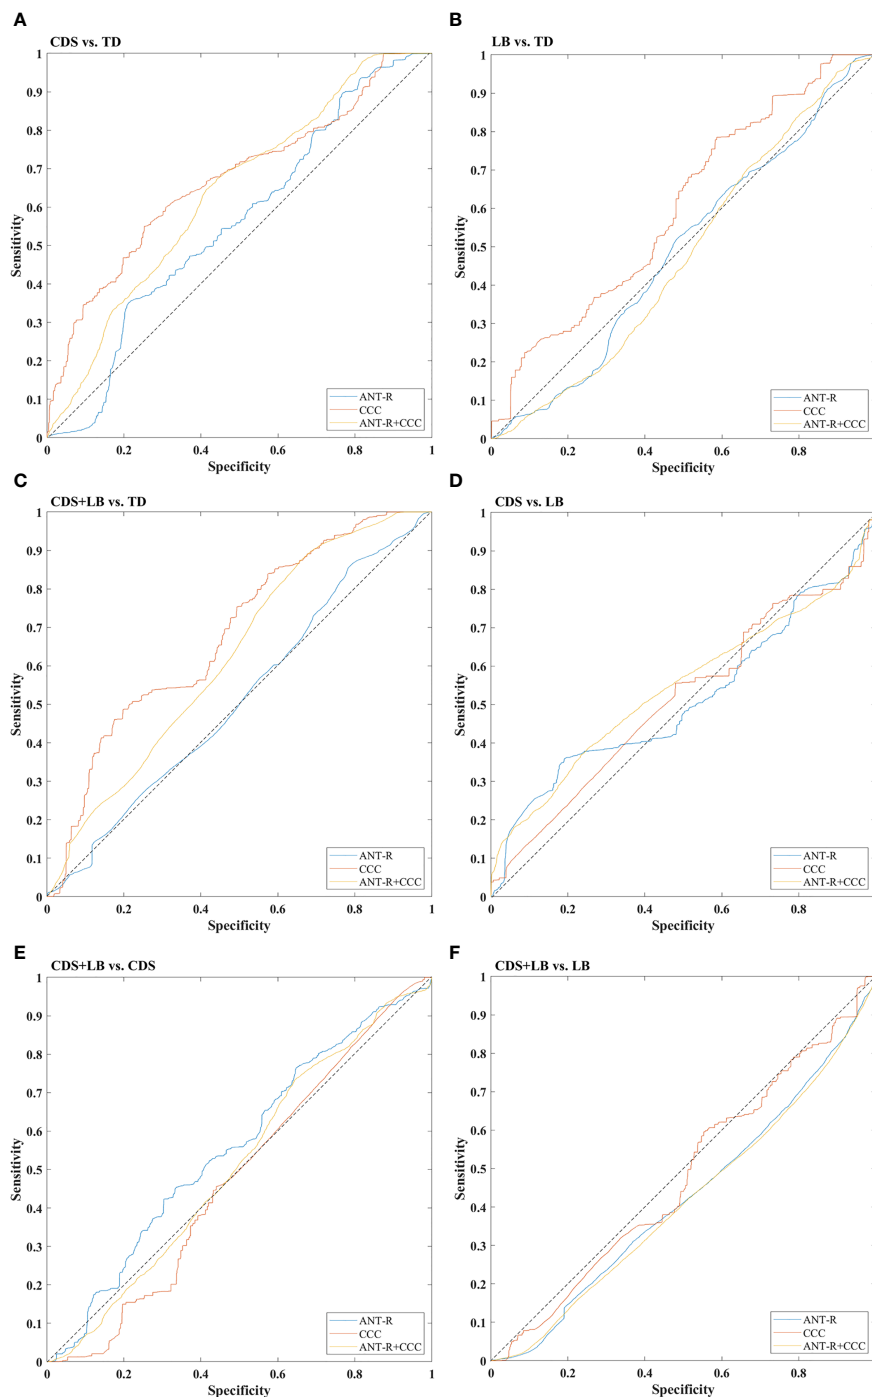 A
CDS vs. TD
1
0.9
0.8
0.7
0.6
0.5
0.4
0.3
0.2
0.1
0
Sensitivity
0
0.2
0.4
0.6
0.8
1
Specificity
ANT-R
CCC
ANT-R+CCC
B
LB vs. TD
1
0.9
0.8
0.7
0.6
0.5
0.4
0.3
0.2
0.1
0
Sensitivity
0
0.2
0.4
0.6
0.8
Specificity
ANT-R
CCC
ANT-R+CCC
C
CDS+LB vs. TD
1
0.9
0.8
0.7
0.6
0.5
0.4
0.3
0.2
0.1
0
Sensitivity
0
0.2
0.4
0.6
0.8
1
Specificity
ANT-R
CCC
ANT-R+CCC
D
CDS vs. LB
1
0.9
0.8
0.7
0.6
0.5
0.4
0.3
0.2
0.1
0
Sensitivity
0
0.2
0.4
0.6
0.8
Specificity
ANT-R
CCC
ANT-R+CCC
E
CDS+LB vs. CDS
1
0.9
0.8
0.7
0.6
0.5
0.4
0.3
0.2
0.1
0
Sensitivity
0
0.2
0.4
0.6
0.8
1
Specificity
ANT-R
CCC
ANT-R+CCC
F
CDS+LB vs. LB
1
0.9
0.8
0.7
0.6
0.5
0.4
0.3
0.2
0.1
0
Sensitivity
0
0.2
0.4
0.6
0.8
Specificity
ANT-R
CCC
ANT-R+CCC